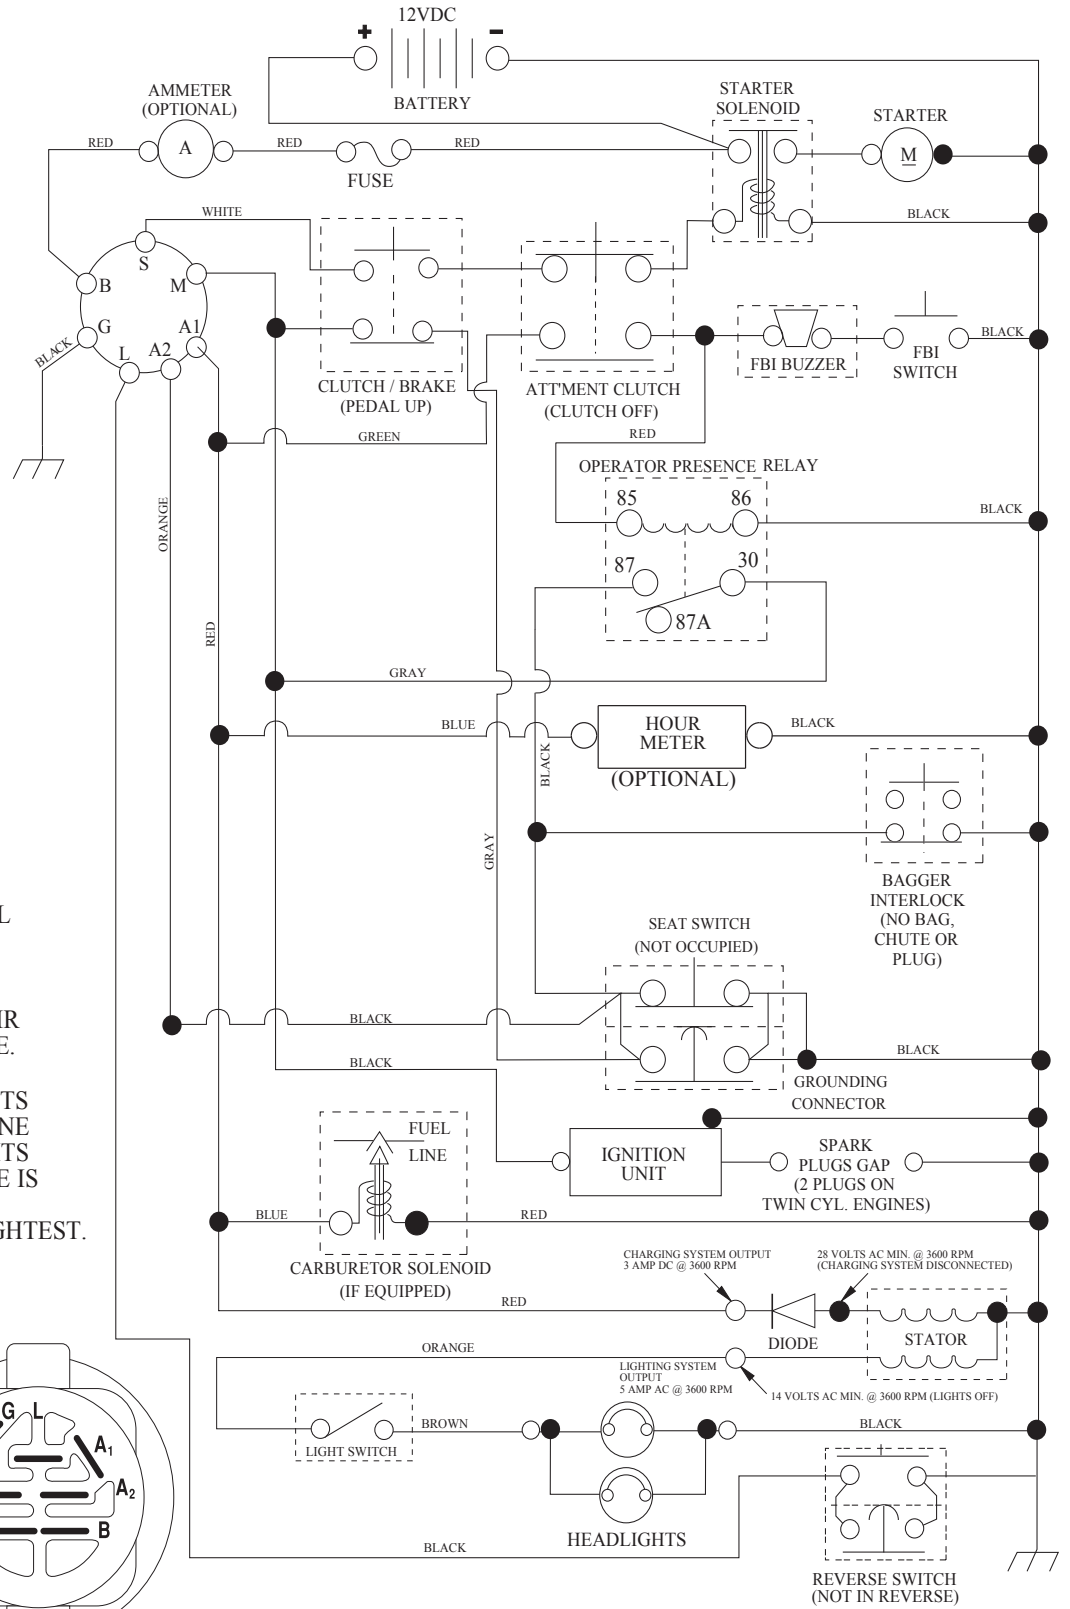 12VDC
+
-
BATTERY
AMMETER
(OPTIONAL)
A
RED
RED
FUSE
RED
STARTER
SOLENOID
STARTER
M
BLACK
WHITE
S
B
M
G
A1
L
A2
BLACK
CLUTCH / BRAKE
(PEDAL UP)
ATT'MENT CLUTCH
(CLUTCH OFF)
FBI BUZZER
FBI
SWITCH
BLACK
GREEN
RED
OPERATOR PRESENCE RELAY
85
86
BLACK
87
30
87A
ORANGE
RED
GRAY
BLUE
HOUR
METER
(OPTIONAL)
BLACK
BLACK
GRAY
BAGGER
INTERLOCK
(NO BAG,
CHUTE OR
PLUG)
SEAT SWITCH
(NOT OCCUPIED)
L
IR
E.
BLACK
BLACK
BLACK
GROUNDING
CONNECTOR
TS
NE
TS
E IS
GHTEST.
FUEL
LINE
IGNITION
UNIT
SPARK
PLUGS GAP
(2 PLUGS ON
TWIN CYL. ENGINES)
BLUE
RED
CARBURETOR SOLENOID
(IF EQUIPPED)
CHARGING SYSTEM OUTPUT
3 AMP DC @ 3600 RPM
28 VOLTS AC MIN. @ 3600 RPM
(CHARGING SYSTEM DISCONNECTED)
RED
DIODE
STATOR
ORANGE
LIGHTING SYSTEM
OUTPUT
5 AMP AC @ 3600 RPM
14 VOLTS AC MIN. @ 3600 RPM (LIGHTS OFF)
LIGHT SWITCH
BROWN
BLACK
HEADLIGHTS
G
L
A1
A2
B
BLACK
REVERSE SWITCH
(NOT IN REVERSE)